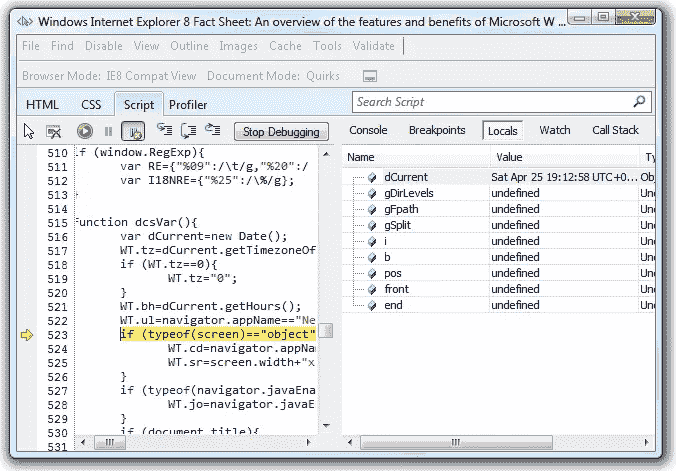 Windows Internet Explorer 8 Fact Sheet: An overview of the features and benefits of Microsoft W ...
File Find Disable View Outline Images Cache Tools Validate
Browser Mode: IE8 Compat View Document Mode: Quirks
HTML CSS Script Profiler
Search Script
Stop Debugging
Console Breakpoints Locals Watch Call Stack
510 if (window.RegExp){
511 var RE={"%09":/\t/g,"%20":/
512 var I18NRE={"%25":/\%/g};
513 }
514
515 function dcsVar(){
516 var dCurrent=new Date();
517 WT.tz=dCurrent.getTimezoneOf
518 if (WT.tz==0){
519 WT.tz="0";
520 }
521 WT.bh=dCurrent.getHours();
522 WT.ul=navigator.appName=="Ne
523 if (typeof(screen)=="object"
524 WT.cd=navigator.appNa
525 WT.sr=screen.width+"x
526 }
527 if (typeof(navigator.javaEna
528 WT.jo=navigator.javaE
529 }
530 if (document.title){
531
Name Value Ty
dCurrent Sat Apr 25 19:12:58 UTC+0... Obj
gDirLevels undefined Un
gFpath undefined Un
gSplit undefined Un
i undefined Un
b undefined Un
pos undefined Un
front undefined Un
end undefined Un